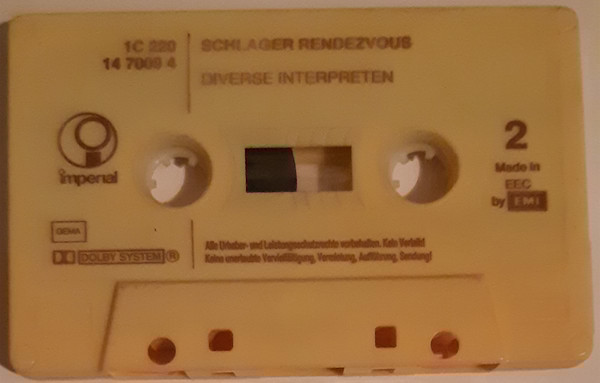 1C 220
14 7009 4
SCHLAGER RENDEZVOUS
DIVERSE INTERPRETEN
imperial
2
Made in
EEC
by EMI
GEMA
DOLBY SYSTEM ®
Alle Urheber- und Leistungsschutzrechte vorbehalten. Kein Verleih!
Keine unerlaubte Vervielfältigung, Vermietung, Aufführung, Sendung!